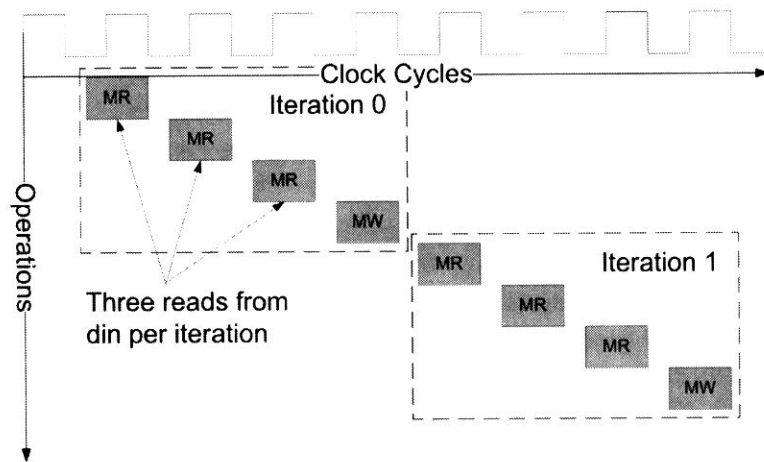 Clock Cycles
MR
Iteration 0
MR
MR
MW
Operations
MR
Iteration 1
Three reads from
din per iteration
MR
MR
MW